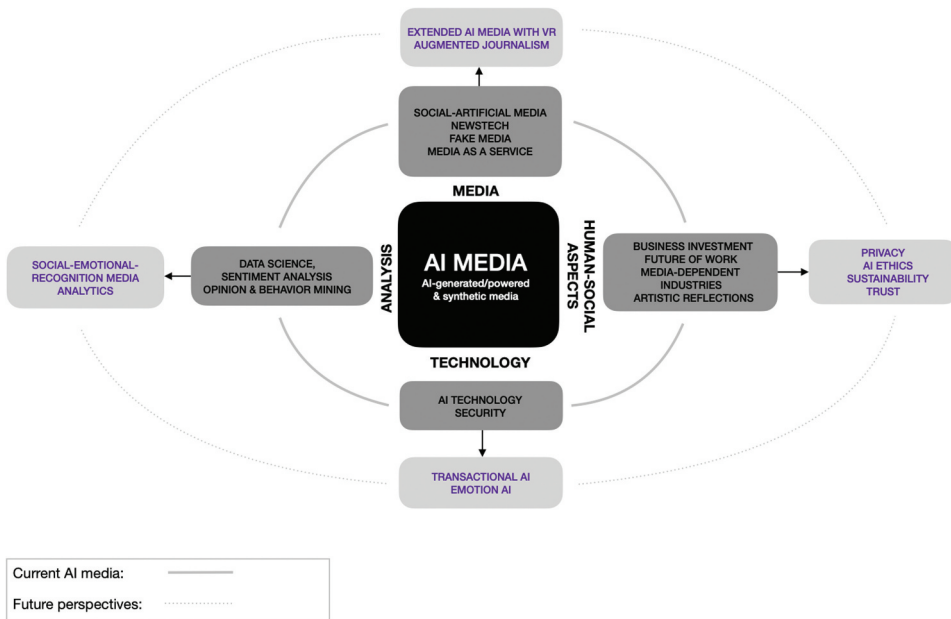 EXTENDED AI MEDIA WITH VR
AUGMENTED JOURNALISM
SOCIAL-ARTIFICIAL MEDIA
NEWSTECH
FAKE MEDIA
MEDIA AS A SERVICE
MEDIA
SOCIAL-EMOTIONAL-
RECOGNITION MEDIA
ANALYTICS
DATA SCIENCE,
SENTIMENT ANALYSIS
OPINION & BEHAVIOR MINING
ANALYSIS
AI MEDIA
AI-generated/powered
& synthetic media
HUMAN-SOCIAL
ASPECTS
BUSINESS INVESTMENT
FUTURE OF WORK
MEDIA-DEPENDENT
INDUSTRIES
ARTISTIC REFLECTIONS
PRIVACY
AI ETHICS
SUSTAINABILITY
TRUST
TECHNOLOGY
AI TECHNOLOGY
SECURITY
TRANSACTIONAL AI
EMOTION AI
Current AI media:
Future perspectives: